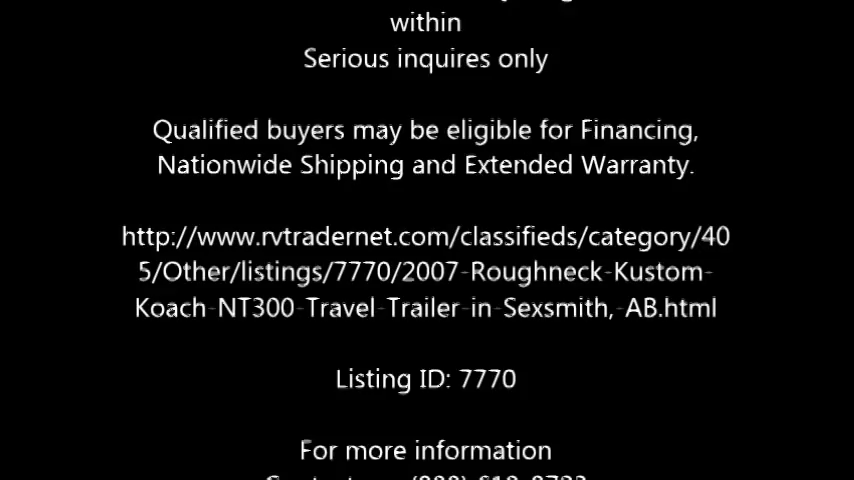 within
Serious inquires only
Qualified buyers may be eligible for Financing,
Nationwide Shipping and Extended Warranty.
http://www.rvtradernet.com/classifieds/category/40
5/Other/listings/7770/2007-Roughneck-Kustom-
Koach-NT300-Travel-Trailer-in-Sexsmith,-AB.html
Listing ID: 7770
For more information